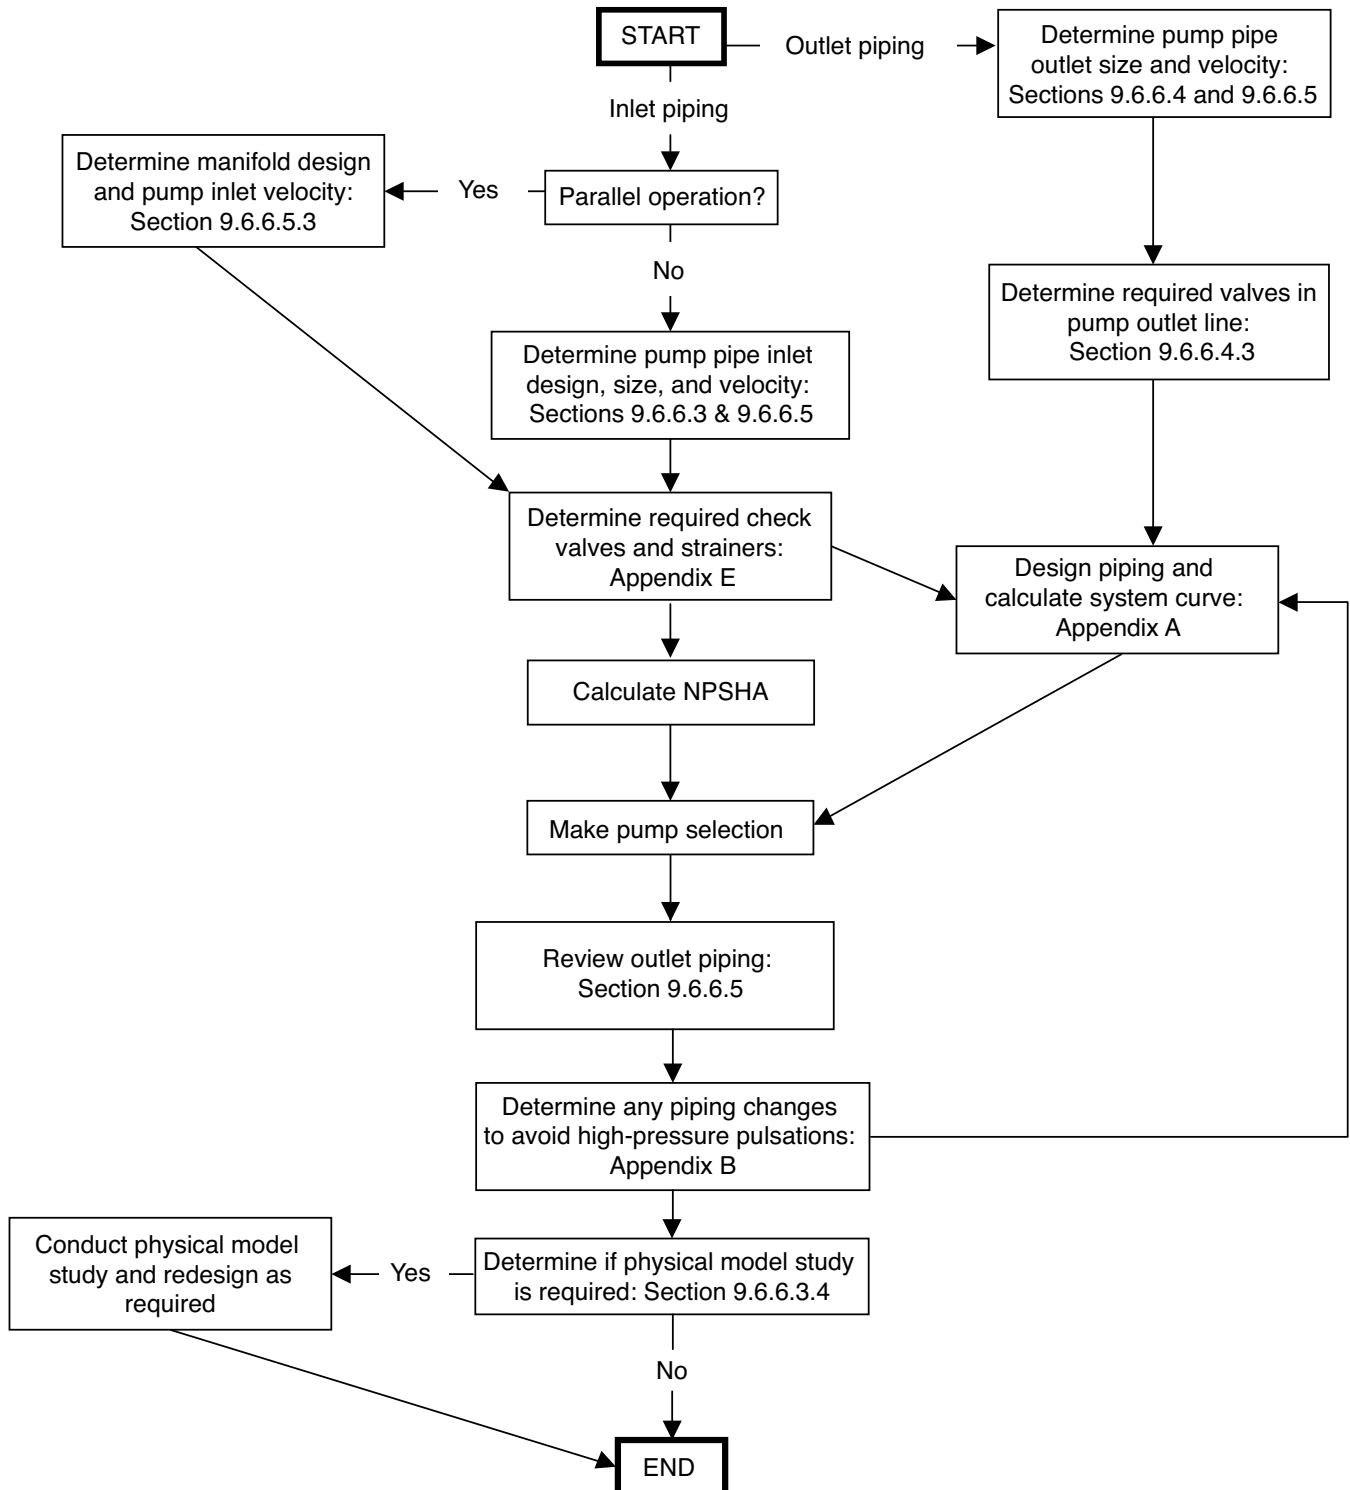 START
Outlet piping
Determine pump pipe
outlet size and velocity:
Sections 9.6.6.4 and 9.6.6.5
Inlet piping
Determine manifold design
and pump inlet velocity:
Section 9.6.6.5.3
Yes
Parallel operation?
No
Determine required valves in
pump outlet line:
Section 9.6.6.4.3
Determine pump pipe inlet
design, size, and velocity:
Sections 9.6.6.3 & 9.6.6.5
Determine required check
valves and strainers:
Appendix E
Design piping and
calculate system curve:
Appendix A
Calculate NPSHA
Make pump selection
Review outlet piping:
Section 9.6.6.5
Determine any piping changes
to avoid high-pressure pulsations:
Appendix B
Conduct physical model
study and redesign as
required
Yes
Determine if physical model study
is required: Section 9.6.6.3.4
No
END